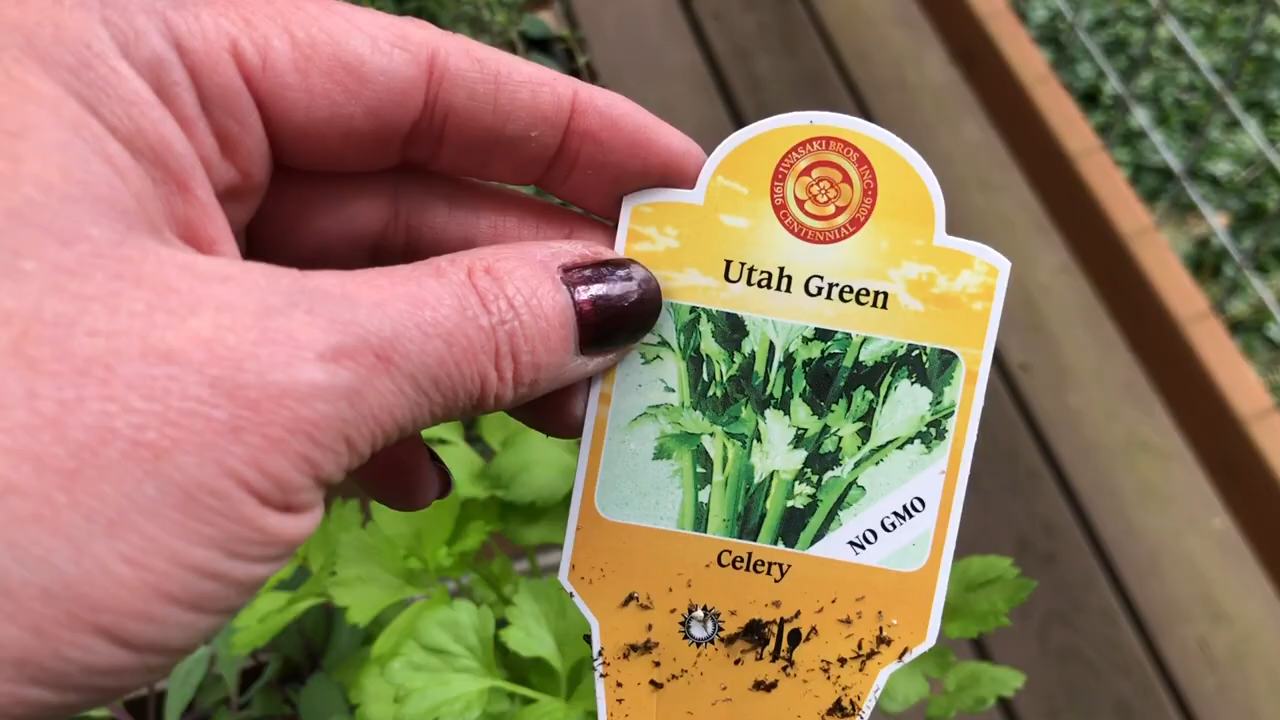 IWASAKI BROS, INC
1916 · CENTENNIAL 2016
Utah Green
NO GMO
Celery